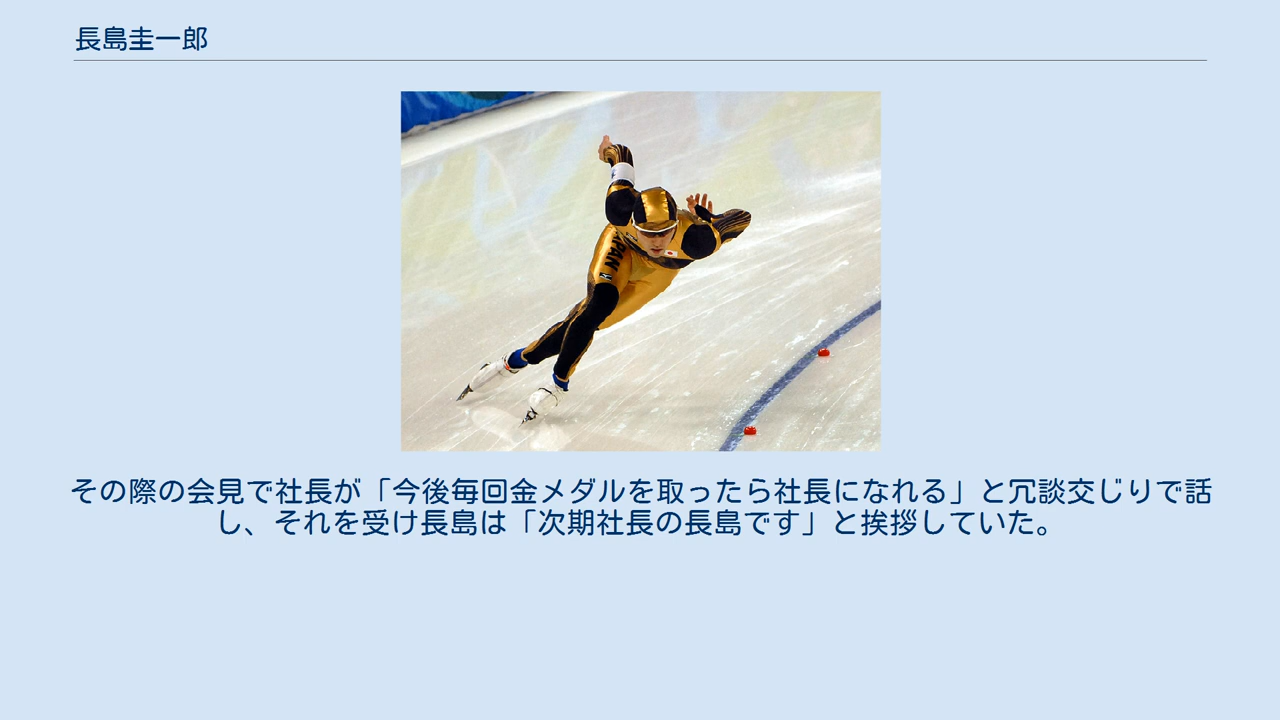 長島圭一郎
JAPAN
その際の会見で社長が「今後毎回金メダルを取ったら社長になれる」と冗談交じりで話
し、それを受け長島は「次期社長の長島です」と挨拶していた。